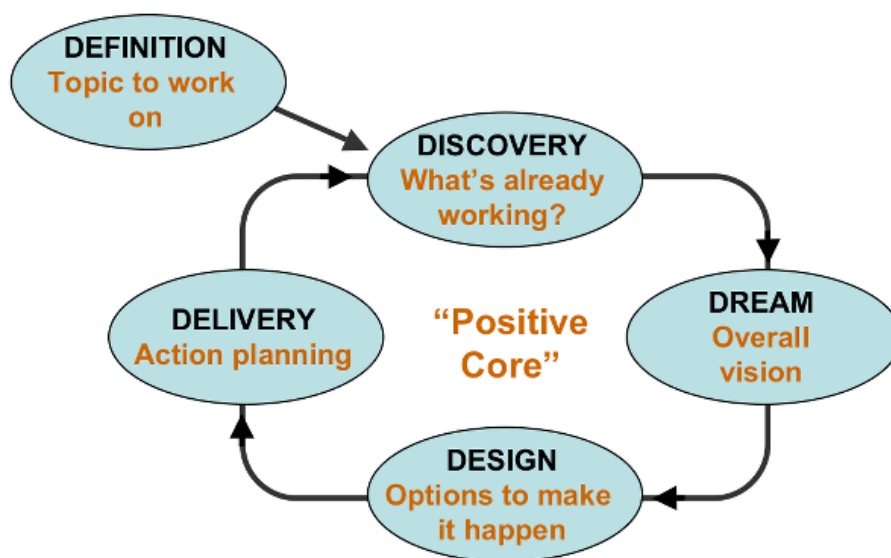 DEFINITION
Topic to work
on
DISCOVERY
What's already
working?
DREAM
Overall
vision
"Positive
Core"
DELIVERY
Action planning
DESIGN
Options to make
it happen